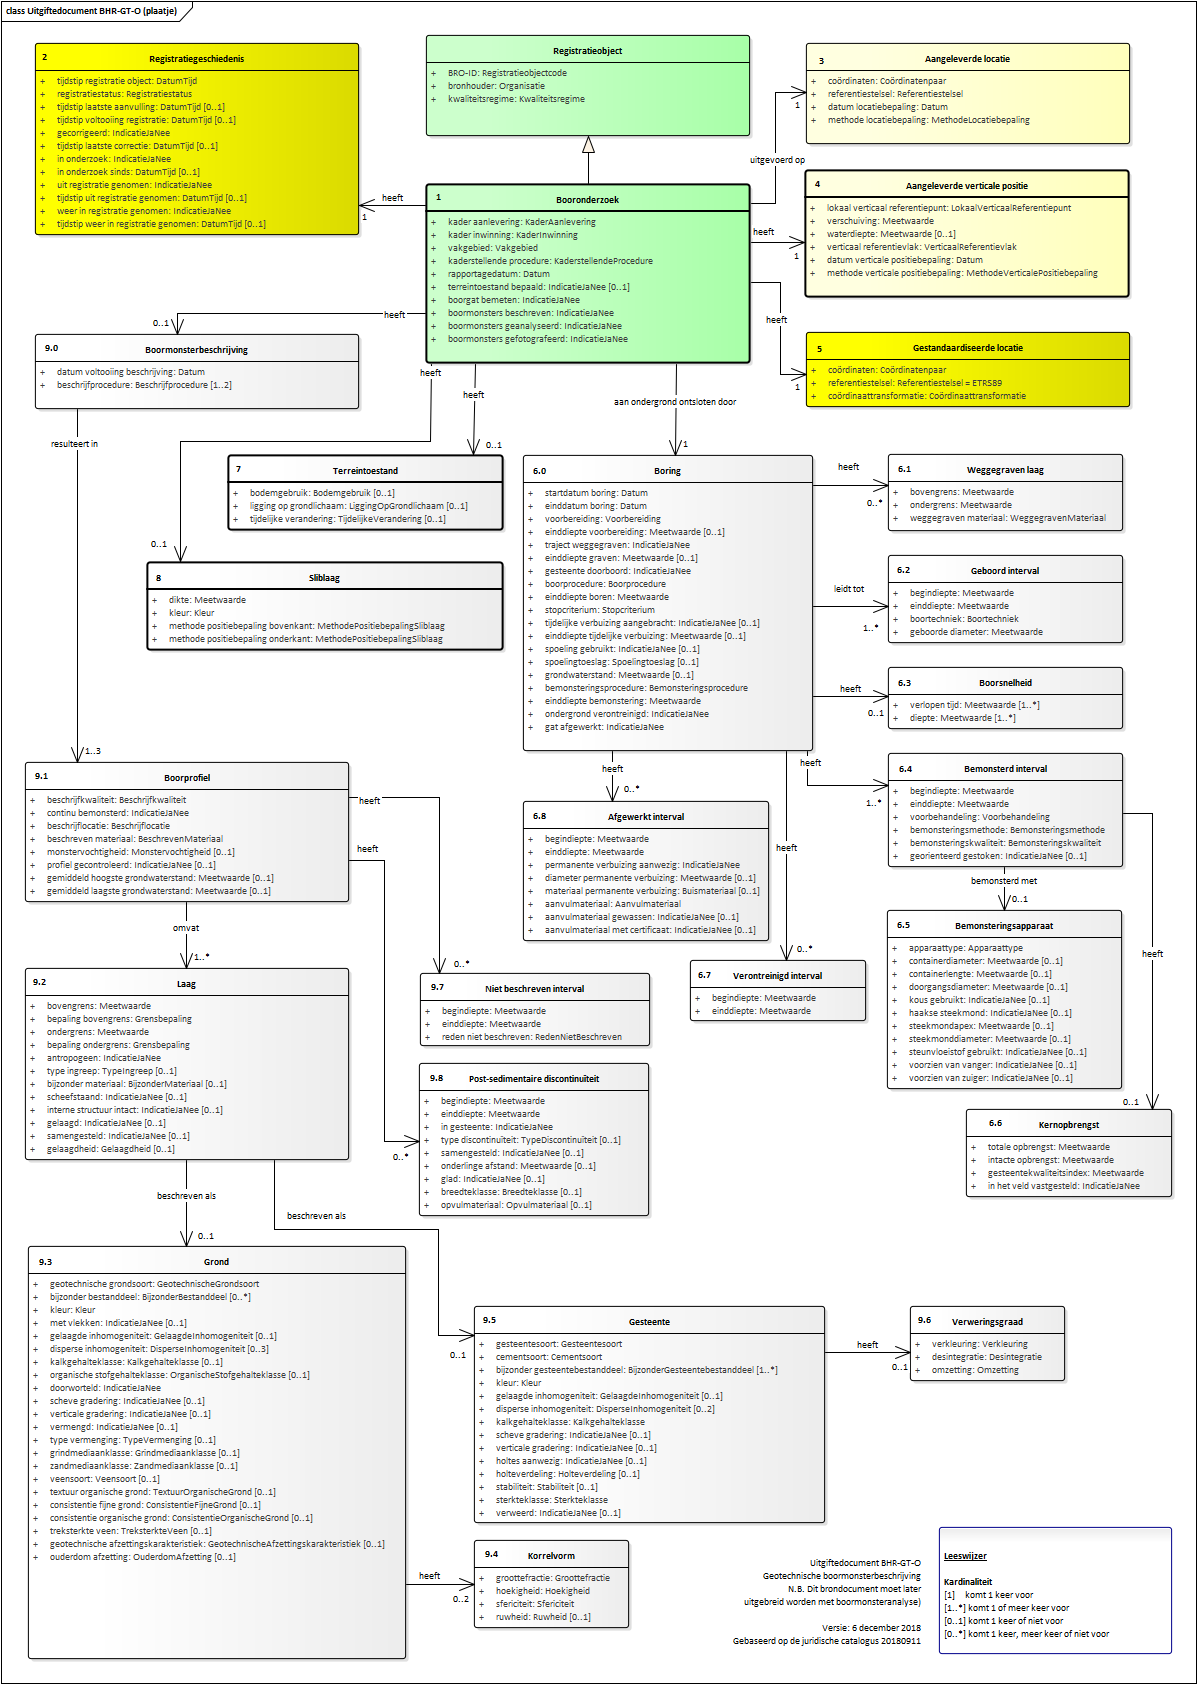 class Uitgiftedocument BHR-GT-O (plaatje)
2 Registratiegeschiedenis
+ tijdstip registratie object: DatumTijd
+ registratiestatus: Registratiestatus
+ tijdstip laatste aanvulling: DatumTijd [0..1]
+ tijdstip voltooiing registratie: DatumTijd [0..1]
+ gecorrigeerd: IndicatieJaNee
+ tijdstip laatste correctie: DatumTijd [0..1]
+ in onderzoek: IndicatieJaNee
+ in onderzoek sinds: DatumTijd [0..1]
+ uit registratie genomen: IndicatieJaNee
+ tijdstip uit registratie genomen: DatumTijd [0..1]
+ weer in registratie genomen: IndicatieJaNee
+ tijdstip weer in registratie genomen: DatumTijd [0..1]
Registratieobject
+ BRO-ID: Registratieobjectcode
+ bronhouder: Organisatie
+ kwaliteitsregime: Kwaliteitsregime
3 Aangeleverde locatie
+ coördinaten: Coördinatenpaar
+ referentiestelsel: Referentiestelsel
+ datum locatiebepaling: Datum
+ methode locatiebepaling: MethodeLocatiebepaling
uitgevoerd op
1
heeft
1
1 Booronderzoek
+ kader aanlevering: KaderAanlevering
+ kader inwinning: KaderInwinning
+ vakgebied: Vakgebied
+ kaderstellende procedure: KaderstellendeProcedure
+ rapportagedatum: Datum
+ terreintoestand bepaald: IndicatieJaNee [0..1]
+ boorgat bemeten: IndicatieJaNee
+ boormonsters beschreven: IndicatieJaNee
+ boormonsters geanalyseerd: IndicatieJaNee
+ boormonsters gefotografeerd: IndicatieJaNee
4 Aangeleverde verticale positie
+ lokaal verticaal referentiepunt: LokaalVerticaalReferentiepunt
+ verschuiving: Meetwaarde
+ waterdiepte: Meetwaarde [0..1]
+ verticaal referentievlak: VerticaalReferentievlak
+ datum verticale positiebepaling: Datum
+ methode verticale positiebepaling: MethodeVerticalePositiebepaling
heeft
1
heeft
1
5 Gestandaardiseerde locatie
+ coördinaten: Coördinatenpaar
+ referentiestelsel: Referentiestelsel = ETRS89
+ coördinaattransformatie: Coördinaattransformatie
heeft
0..1
9.0 Boormonsterbeschrijving
+ datum voltooiing beschrijving: Datum
+ beschrijfprocedure: Beschrijfprocedure [1..2]
resulteert in
1..3
heeft
0..1
heeft
0..1
aan ondergrond ontsloten door
1
7 Terreintoestand
+ bodemgebruik: Bodemgebruik [0..1]
+ ligging op grondlichaam: LiggingOpGrondlichaam [0..1]
+ tijdelijke verandering: TijdelijkeVerandering [0..1]
8 Sliblaag
+ dikte: Meetwaarde
+ kleur: Kleur
+ methode positiebepaling bovenkant: MethodePositiebepalingSliblaag
+ methode positiebepaling onderkant: MethodePositiebepalingSliblaag
6.0 Boring
+ startdatum boring: Datum
+ einddatum boring: Datum
+ voorbereiding: Voorbereiding
+ einddiepte voorbereiding: Meetwaarde [0..1]
+ traject weggegraven: IndicatieJaNee
+ einddiepte graven: Meetwaarde [0..1]
+ gesteente doorboord: IndicatieJaNee
+ boorprocedure: Boorprocedure
+ einddiepte boren: Meetwaarde
+ stopcriterium: Stopcriterium
+ tijdelijke verbuizing aangebracht: IndicatieJaNee [0..1]
+ einddiepte tijdelijke verbuizing: Meetwaarde [0..1]
+ spoeling gebruikt: IndicatieJaNee [0..1]
+ spoelingtoeslag: Spoelingtoeslag [0..1]
+ grondwaterstand: Meetwaarde [0..1]
+ bemonsteringsprocedure: Bemonsteringsprocedure
+ einddiepte bemonstering: Meetwaarde
+ ondergrond verontreinigd: IndicatieJaNee
+ gat afgewerkt: IndicatieJaNee
heeft
0..*
6.1 Weggegraven laag
+ bovengrens: Meetwaarde
+ ondergrens: Meetwaarde
+ weggegraven materiaal: WeggegravenMateriaal
leidt tot
1..*
6.2 Geboord interval
+ begindiepte: Meetwaarde
+ einddiepte: Meetwaarde
+ boortechniek: Boortechniek
+ geboorde diameter: Meetwaarde
heeft
0..1
6.3 Boorsnelheid
+ verlopen tijd: Meetwaarde [1..*]
+ diepte: Meetwaarde [1..*]
heeft
1..*
6.4 Bemonsterd interval
+ begindiepte: Meetwaarde
+ einddiepte: Meetwaarde
+ voorbehandeling: Voorbehandeling
+ bemonsteringsmethode: Bemonsteringsmethode
+ bemonsteringskwaliteit: Bemonsteringskwaliteit
+ georienteerd gestoken: IndicatieJaNee [0..1]
bemonsterd met
0..1
6.5 Bemonsteringsapparaat
+ apparaattype: Apparaattype
+ containerdiameter: Meetwaarde [0..1]
+ containerlengte: Meetwaarde [0..1]
+ doorgangsdiameter: Meetwaarde [0..1]
+ kous gebruikt: IndicatieJaNee [0..1]
+ haakse steekmond: IndicatieJaNee [0..1]
+ steekmondapex: Meetwaarde [0..1]
+ steekmonddiameter: Meetwaarde [0..1]
+ steunvloeistof gebruikt: IndicatieJaNee [0..1]
+ voorzien van vanger: IndicatieJaNee [0..1]
+ voorzien van zuiger: IndicatieJaNee [0..1]
heeft
0..1
6.6 Kernopbrengst
+ totale opbrengst: Meetwaarde
+ intacte opbrengst: Meetwaarde
+ gesteentekwaliteitsindex: Meetwaarde
+ in het veld vastgesteld: IndicatieJaNee
heeft
0..*
6.8 Afgewerkt interval
+ begindiepte: Meetwaarde
+ einddiepte: Meetwaarde
+ permanente verbuizing aanwezig: IndicatieJaNee
+ diameter permanente verbuizing: Meetwaarde [0..1]
+ materiaal permanente verbuizing: Buismateriaal [0..1]
+ aanvulmateriaal: Aanvulmateriaal
+ aanvulmateriaal gewassen: IndicatieJaNee [0..1]
+ aanvulmateriaal met certificaat: IndicatieJaNee [0..1]
heeft
0..*
6.7 Verontreinigd interval
+ begindiepte: Meetwaarde
+ einddiepte: Meetwaarde
9.1 Boorprofiel
+ beschrijfkwaliteit: Beschrijfkwaliteit
+ continu bemonsterd: IndicatieJaNee
+ beschrijflocatie: Beschrijflocatie
+ beschreven materiaal: BeschrevenMateriaal
+ monstervochtigheid: Monstervochtigheid [0..1]
+ profiel gecontroleerd: IndicatieJaNee [0..1]
+ gemiddeld hoogste grondwaterstand: Meetwaarde [0..1]
+ gemiddeld laagste grondwaterstand: Meetwaarde [0..1]
heeft
0..*
heeft
0..*
omvat
1..*
9.2 Laag
+ bovengrens: Meetwaarde
+ bepaling bovengrens: Grensbepaling
+ ondergrens: Meetwaarde
+ bepaling ondergrens: Grensbepaling
+ antropogeen: IndicatieJaNee
+ type ingreep: TypeIngreep [0..1]
+ bijzonder materiaal: BijzonderMateriaal [0..1]
+ scheefstaand: IndicatieJaNee [0..1]
+ interne structuur intact: IndicatieJaNee [0..1]
+ gelaagd: IndicatieJaNee [0..1]
+ samengesteld: IndicatieJaNee [0..1]
+ gelaagdheid: Gelaagdheid [0..1]
9.7 Niet beschreven interval
+ begindiepte: Meetwaarde
+ einddiepte: Meetwaarde
+ reden niet beschreven: RedenNietBeschreven
9.8 Post-sedimentaire discontinuiteit
+ begindiepte: Meetwaarde
+ einddiepte: Meetwaarde
+ in gesteente: IndicatieJaNee
+ type discontinuiteit: TypeDiscontinuiteit [0..1]
+ samengesteld: IndicatieJaNee [0..1]
+ onderlinge afstand: Meetwaarde [0..1]
+ glad: IndicatieJaNee [0..1]
+ breedteklasse: Breedteklasse [0..1]
+ opvulmateriaal: Opvulmateriaal [0..1]
beschreven als
0..1
beschreven als
0..1
9.3 Grond
+ geotechnische grondsoort: GeotechnischeGrondsoort
+ bijzonder bestanddeel: BijzonderBestanddeel [0..*]
+ kleur: Kleur
+ met vlekken: IndicatieJaNee [0..1]
+ gelaagde inhomogeniteit: GelaagdeInhomogeniteit [0..1]
+ disperse inhomogeniteit: DisperseInhomogeniteit [0..3]
+ kalkgehalteklasse: Kalkgehalteklasse [0..1]
+ organische stofgehalteklasse: OrganischeStofgehalteklasse [0..1]
+ doorworteld: IndicatieJaNee
+ scheve gradering: IndicatieJaNee [0..1]
+ verticale gradering: IndicatieJaNee [0..1]
+ vermengd: IndicatieJaNee [0..1]
+ type vermenging: TypeVermenging [0..1]
+ grindmediaanklasse: Grindmediaanklasse [0..1]
+ zandmediaanklasse: Zandmediaanklasse [0..1]
+ veensoort: Veensoort [0..1]
+ textuur organische grond: TextuurOrganischeGrond [0..1]
+ consistentie fijne grond: ConsistentieFijneGrond [0..1]
+ consistentie organische grond: ConsistentieOrganischeGrond [0..1]
+ treksterkte veen: TreksterkteVeen [0..1]
+ geotechnische afzettingskarakteristiek: GeotechnischeAfzettingskarakteristiek [0..1]
+ ouderdom afzetting: OuderdomAfzetting [0..1]
heeft
0..2
9.5 Gesteente
+ gesteentesoort: Gesteentesoort
+ cementsoort: Cementsoort
+ bijzonder gesteentebestanddeel: BijzonderGesteentebestanddeel [1..*]
+ kleur: Kleur
+ gelaagde inhomogeniteit: GelaagdeInhomogeniteit [0..1]
+ disperse inhomogeniteit: DisperseInhomogeniteit [0..2]
+ kalkgehalteklasse: Kalkgehalteklasse
+ scheve gradering: IndicatieJaNee [0..1]
+ verticale gradering: IndicatieJaNee [0..1]
+ holtes aanwezig: IndicatieJaNee [0..1]
+ holteverdeling: Holteverdeling [0..1]
+ stabiliteit: Stabiliteit [0..1]
+ sterkteklasse: Sterkteklasse
+ verweerd: IndicatieJaNee [0..1]
heeft
0..1
9.6 Verweringsgraad
+ verkleuring: Verkleuring
+ desintegratie: Desintegratie
+ omzetting: Omzetting
9.4 Korrelvorm
+ groottefractie: Groottefractie
+ hoekigheid: Hoekigheid
+ sfericiteit: Sfericiteit
+ ruwheid: Ruwheid [0..1]
Uitgiftedocument BHR-GT-O
Geotechnische boormonsterbeschrijving
N.B. Dit brondocument moet later
uitgebreid worden met boormonsteranalyse)
Versie: 6 december 2018
Gebaseerd op de juridische catalogus 20180911
Leeswijzer
Kardinaliteit
[1] komt 1 keer voor
[1..*] komt 1 of meer keer voor
[0..1] komt 1 keer of niet voor
[0..*] komt 1 keer, meer keer of niet voor